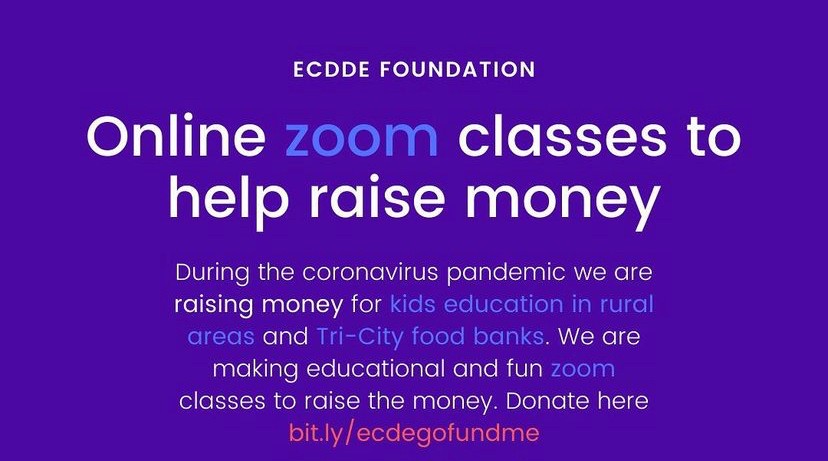 ECDDE FOUNDATION
Online zoom classes to
help raise money
During the coronavirus pandemic we are
raising money for kids education in rural
areas and Tri-City food banks. We are
making educational and fun zoom
classes to raise the money. Donate here
bit.ly/ecdegofundme